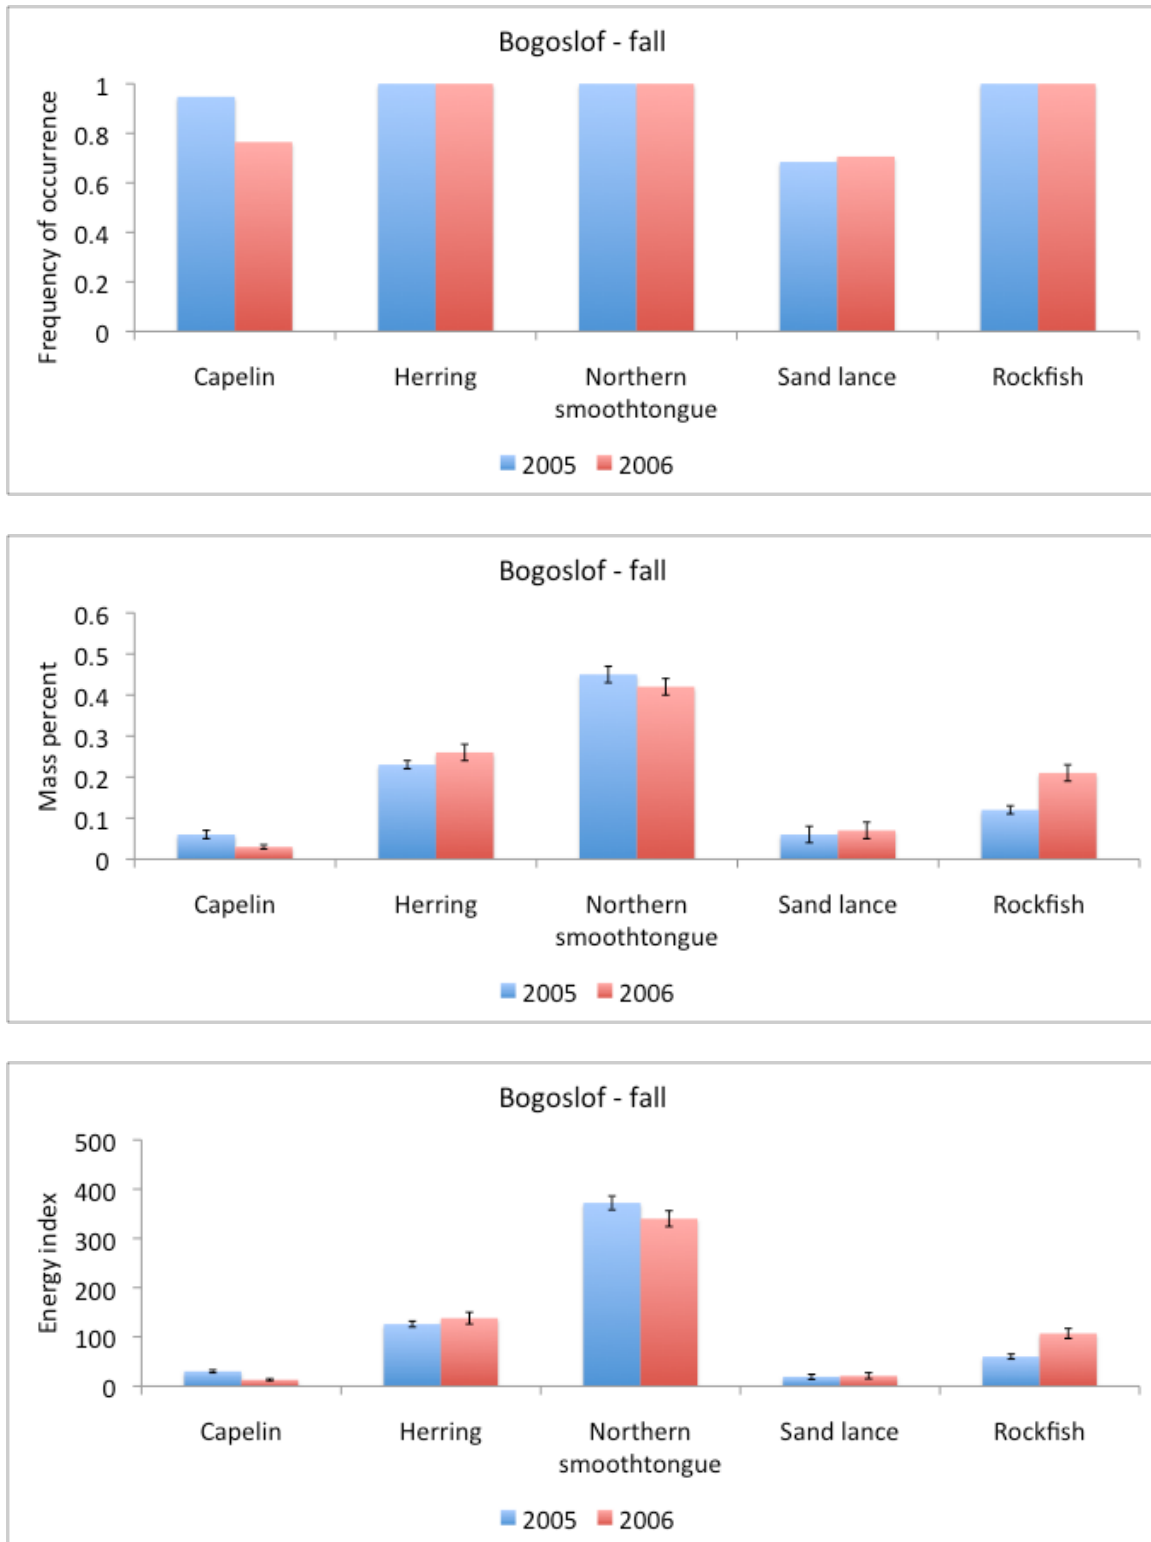 Bogoslof - fall
Frequency of occurrence
1
0.8
0.6
0.4
0.2
0
Capelin Herring Northern smoothtongue Sand lance Rockfish
2005 2006
Bogoslof - fall
Mass percent
0.6
0.5
0.4
0.3
0.2
0.1
0
Capelin Herring Northern smoothtongue Sand lance Rockfish
2005 2006
Bogoslof - fall
Energy index
500
400
300
200
100
0
Capelin Herring Northern smoothtongue Sand lance Rockfish
2005 2006